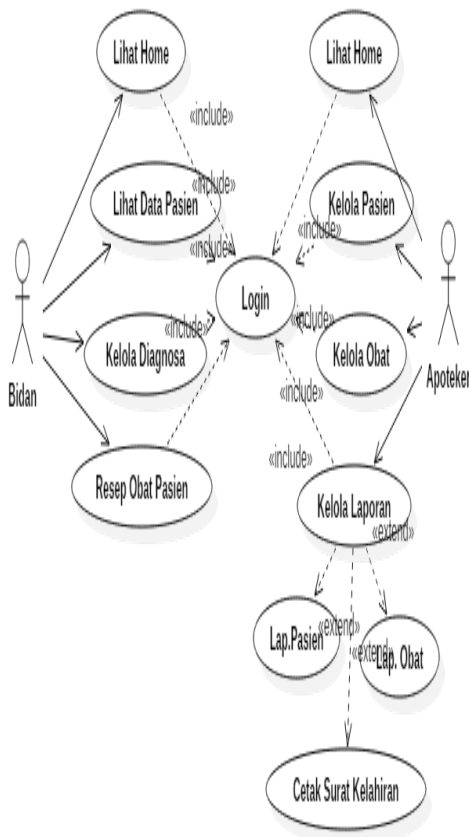 Lihat Home
Lihat Home
«include»
«include»
Lihat Data Pasien
Kelola Pasien
«include»
«include»
Login
«include»
«include»
Kelola Diagnosa
Kelola Obat
Bidan
Apoteker
«include»
«include»
Resep Obat Pasien
Kelola Laporan
«extend»
Lap.Pasien
«extend»
«extend»
Lap. Obat
Cetak Surat Kelahiran